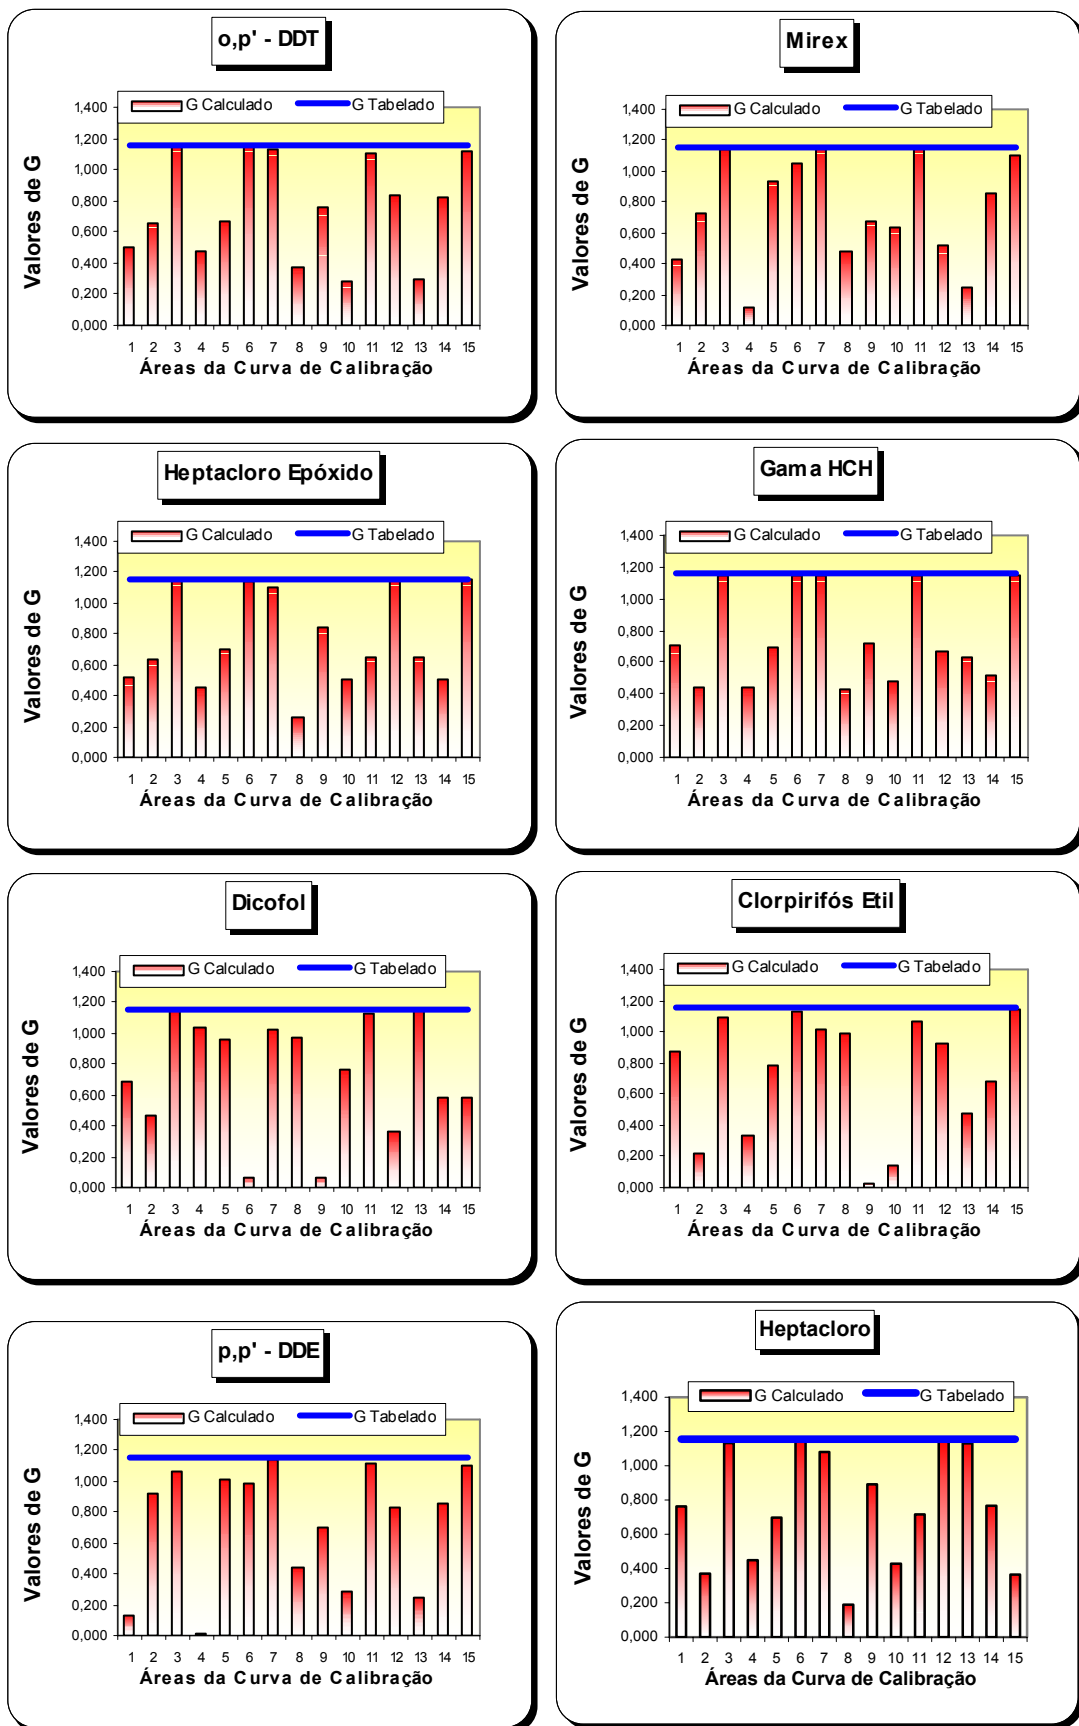 o,p' - DDT
G Calculado G Tabelado
Valores de G
1,400
1,200
1,000
0,800
0,600
0,400
0,200
0,000
1 2 3 4 5 6 7 8 9 10 11 12 13 14 15
Áreas da Curva de Calibração
Mirex
G Calculado G Tabelado
Valores de G
1,400
1,200
1,000
0,800
0,600
0,400
0,200
0,000
1 2 3 4 5 6 7 8 9 10 11 12 13 14 15
Áreas da Curva de Calibração
Heptacloro Epóxido
G Calculado G Tabelado
Valores de G
1,400
1,200
1,000
0,800
0,600
0,400
0,200
0,000
1 2 3 4 5 6 7 8 9 10 11 12 13 14 15
Áreas da Curva de Calibração
Gama HCH
G Calculado G Tabelado
Valores de G
1,400
1,200
1,000
0,800
0,600
0,400
0,200
0,000
1 2 3 4 5 6 7 8 9 10 11 12 13 14 15
Áreas da Curva de Calibração
Dicofol
G Calculado G Tabelado
Valores de G
1,400
1,200
1,000
0,800
0,600
0,400
0,200
0,000
1 2 3 4 5 6 7 8 9 10 11 12 13 14 15
Áreas da Curva de Calibração
Clorpirifós Etil
G Calculado G Tabelado
Valores de G
1,400
1,200
1,000
0,800
0,600
0,400
0,200
0,000
1 2 3 4 5 6 7 8 9 10 11 12 13 14 15
Áreas da Curva de Calibração
p,p' - DDE
G Calculado G Tabelado
Valores de G
1,400
1,200
1,000
0,800
0,600
0,400
0,200
0,000
1 2 3 4 5 6 7 8 9 10 11 12 13 14 15
Áreas da Curva de Calibração
Heptacloro
G Calculado G Tabelado
Valores de G
1,400
1,200
1,000
0,800
0,600
0,400
0,200
0,000
1 2 3 4 5 6 7 8 9 10 11 12 13 14 15
Áreas da Curva de Calibração